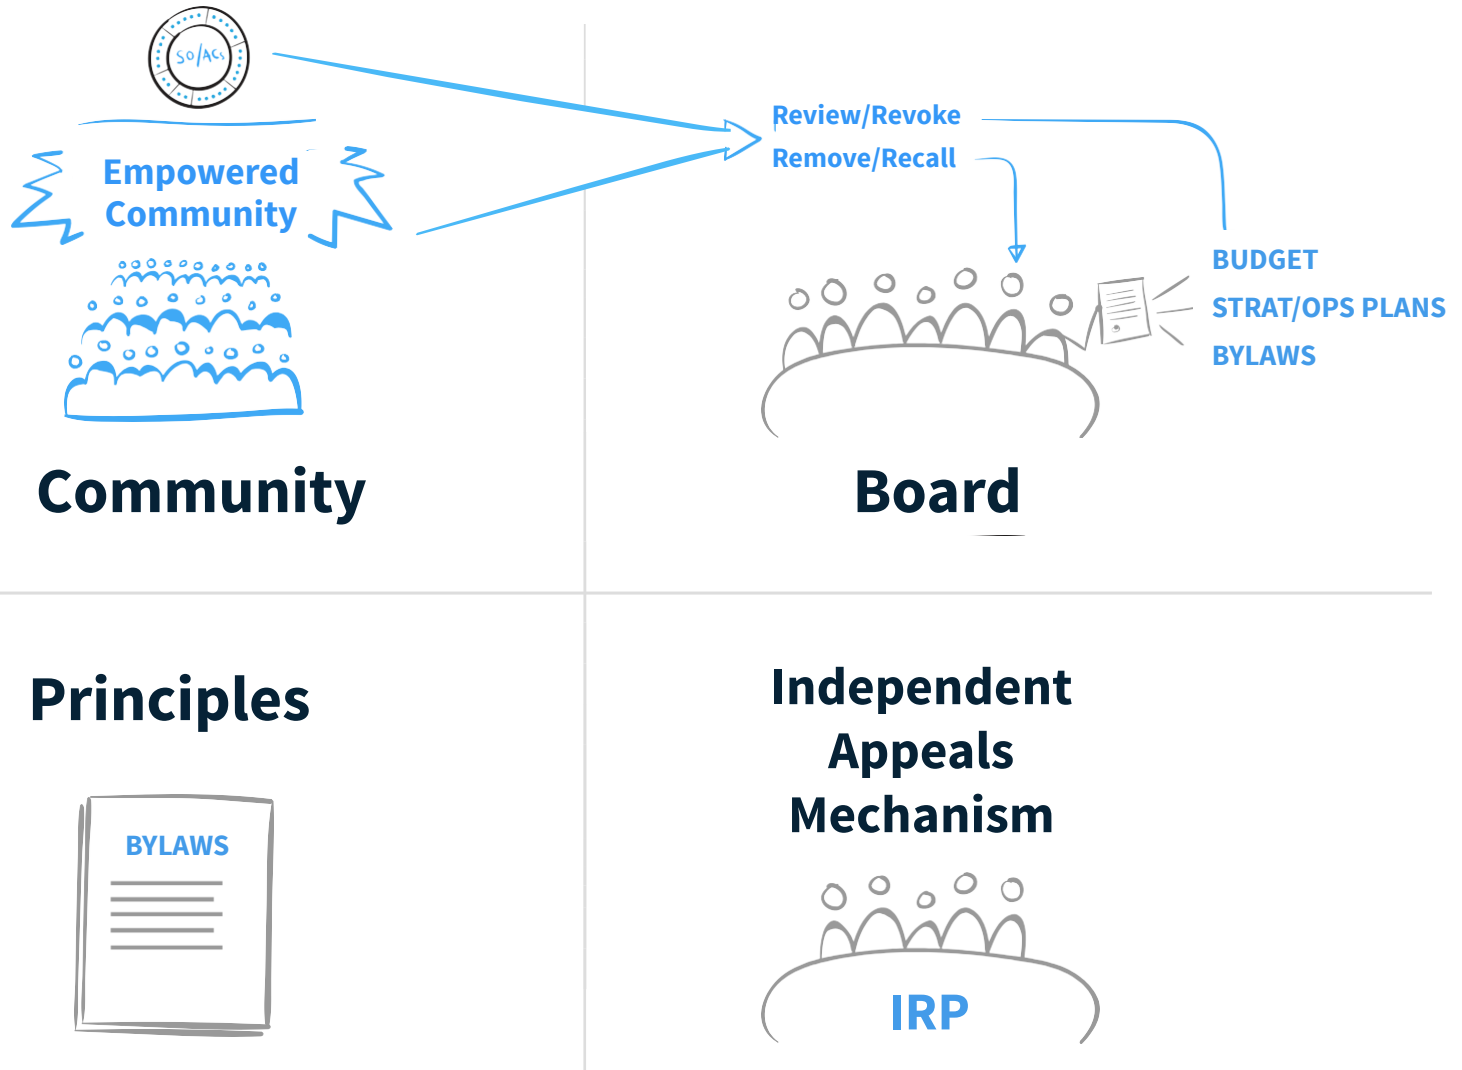 SO/ACs
Empowered
Community
Community
Review/Revoke
Remove/Recall
BUDGET
STRAT/OPS PLANS
BYLAWS
Board
Principles
BYLAWS
Independent
Appeals
Mechanism
IRP